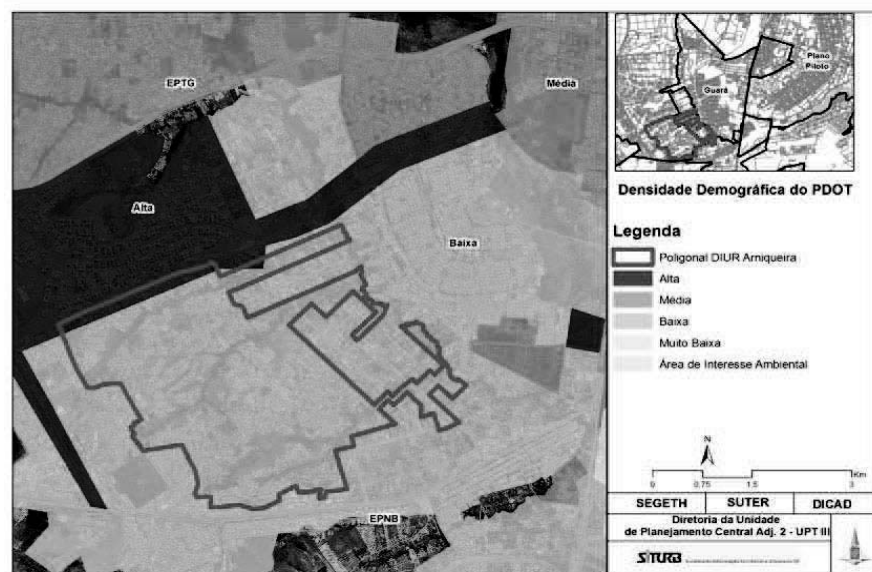 EPTG
Média
Alta
Baixa
EPNB
Plano
Piloto
Guará
Densidade Demográfica do PDOT
Legenda
Poligonal DIUR Arniqueira
Alta
Média
Baixa
Muito Baixa
Área de Interesse Ambiental
N
0 0,75 1,5 3
Km
SEGETH SUTER DICAD
Diretoria da Unidade
de Planejamento Central Adj. 2 - UPT III
SITURB